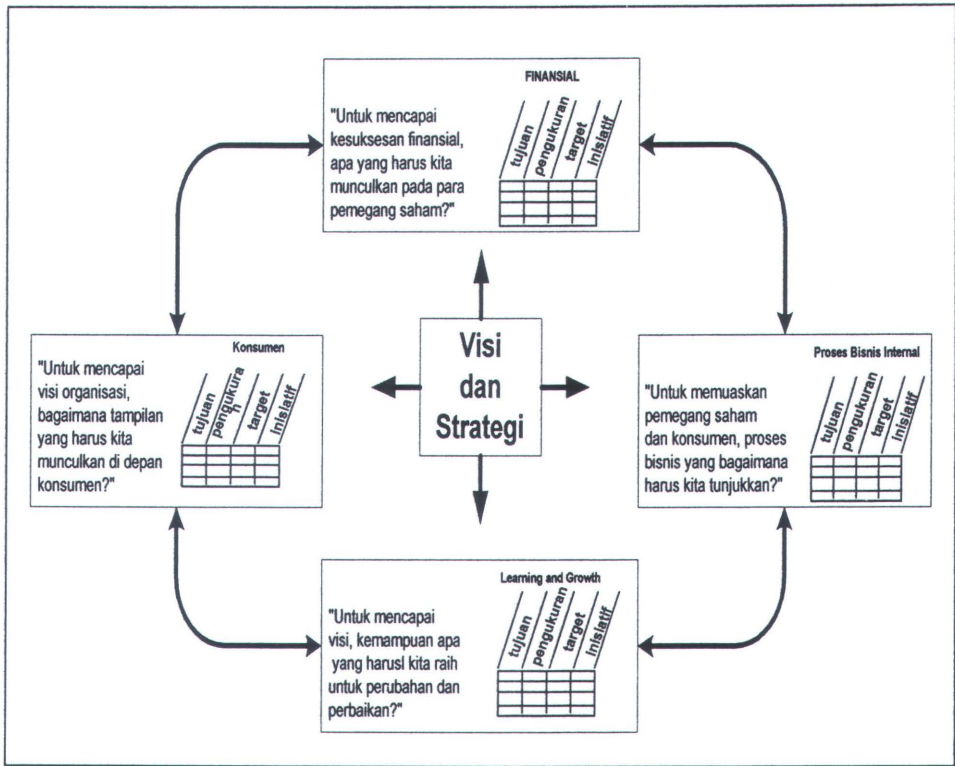 FINANSIAL
"Untuk mencapai
kesuksesan finansial,
apa yang harus kita
munculkan pada para
pemegang saham?"
tujuan
pengukuran
target
inisiatif
Konsumen
"Untuk mencapai
visi organisasi,
bagaimana tampilan
yang harus kita
munculkan di depan
konsumen?"
tujuan
pengukura
n
target
inisiatif
Visi
dan
Strategi
Proses Bisnis Internal
"Untuk memuaskan
pemegang saham
dan konsumen, proses
bisnis yang bagaimana
harus kita tunjukkan?"
tujuan
pengukuran
target
inisiatif
Learning and Growth
"Untuk mencapai
visi, kemampuan apa
yang harusl kita raih
untuk perubahan dan
perbaikan?"
tujuan
pengukuran
target
inisiatif